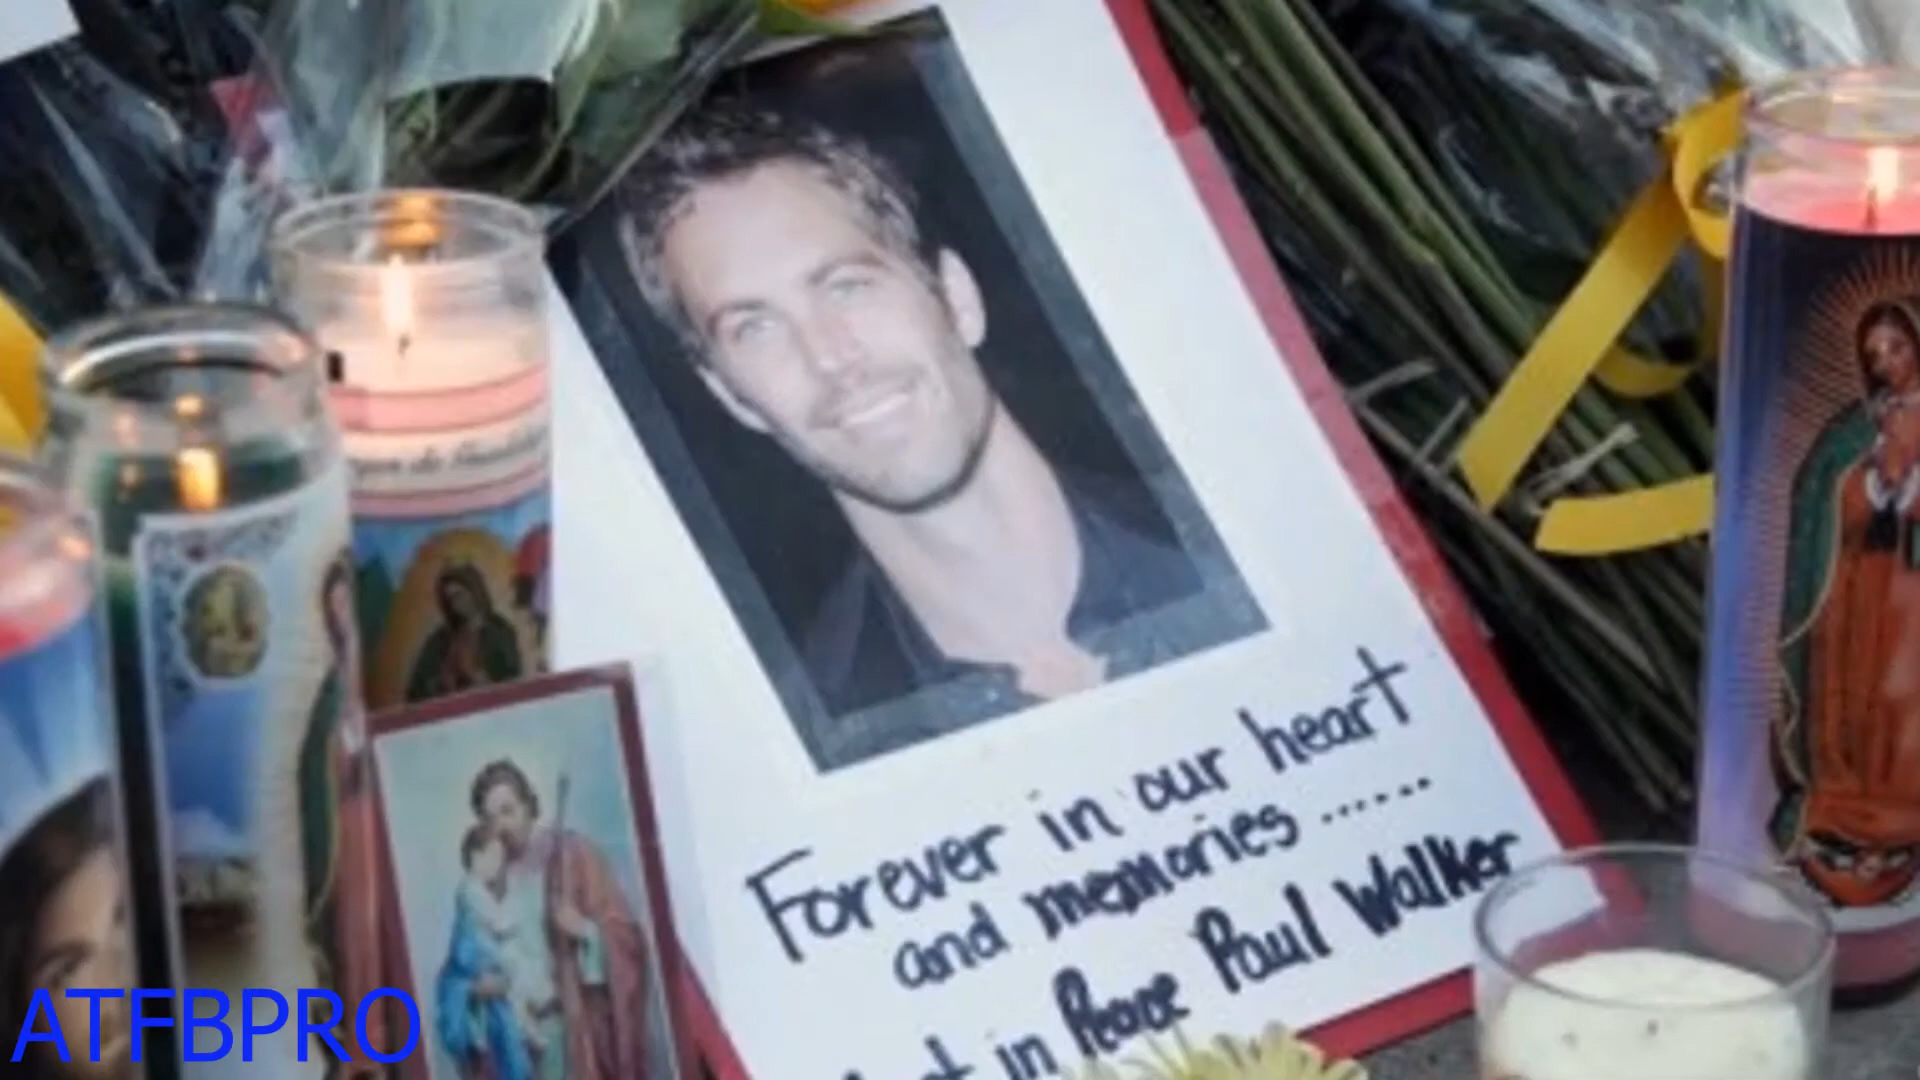 Forever in our heart
and memories ......
in Peace Paul Walker
ATFBPRO